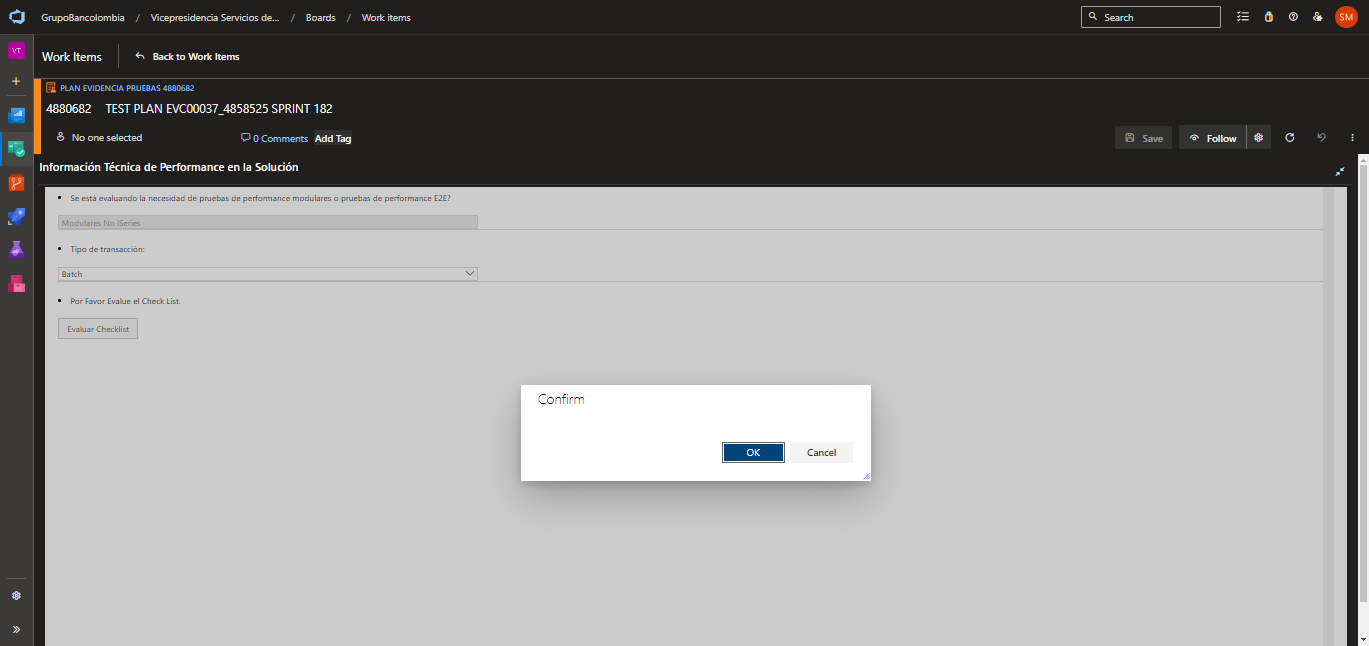 GrupoBancolombia / Vicepresidencia Servicios de... / Boards / Work items
Search
SM
VT
Work Items
Back to Work Items
PLAN EVIDENCIA PRUEBAS 4880682
4880682 TEST PLAN EVC00037_4858525 SPRINT 182
No one selected
0 Comments
Add Tag
Save
Follow
Información Técnica de Performance en la Solución
• Se está evaluando la necesidad de pruebas de performance modulares o pruebas de performance E2E?
Modulares No iSeries
• Tipo de transacción:
Batch
• Por Favor Evalue el Check List.
Evaluar Checklist
Confirm
OK
Cancel